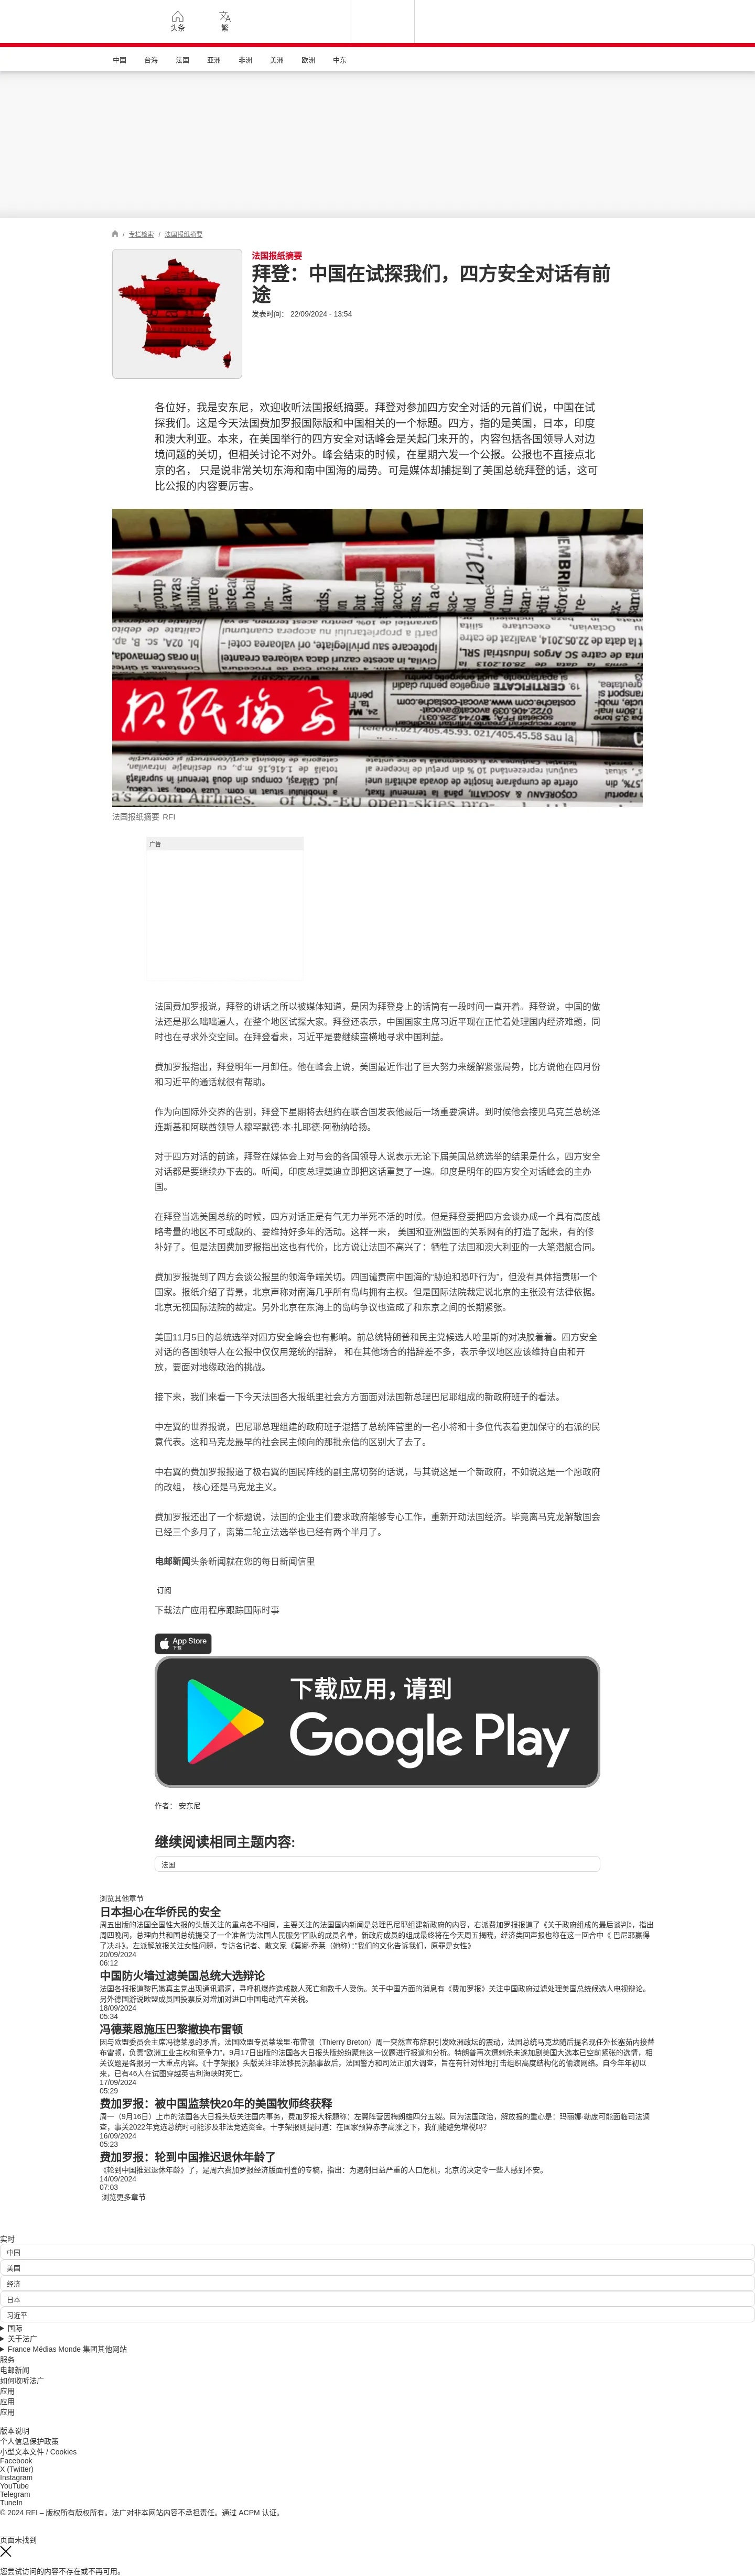 头条
繁
中国 台海 法国 亚洲 非洲 美洲 欧洲 中东
/ 专栏检索 / 法国报纸摘要
法国报纸摘要
拜登：中国在试探我们，四方安全对话有前
途
发表时间： 22/09/2024 - 13:54
各位好，我是安东尼，欢迎收听法国报纸摘要。拜登对参加四方安全对话的元首们说，中国在试
探我们。这是今天法国费加罗报国际版和中国相关的一个标题。四方，指的是美国，日本，印度
和澳大利亚。本来，在美国举行的四方安全对话峰会是关起门来开的，内容包括各国领导人对边
境问题的关切，但相关讨论不对外。峰会结束的时候，在星期六发一个公报。公报也不直接点北
京的名， 只是说非常关切东海和南中国海的局势。可是媒体却捕捉到了美国总统拜登的话，这可
比公报的内容要厉害。
报纸摘要
法国报纸摘要 RFI
广告
法国费加罗报说，拜登的讲话之所以被媒体知道，是因为拜登身上的话筒有一段时间一直开着。拜登说，中国的做
法还是那么咄咄逼人，在整个地区试探大家。拜登还表示，中国国家主席习近平现在正忙着处理国内经济难题，同
时也在寻求外交空间。在拜登看来，习近平是要继续蛮横地寻求中国利益。
费加罗报指出，拜登明年一月卸任。他在峰会上说，美国最近作出了巨大努力来缓解紧张局势，比方说他在四月份
和习近平的通话就很有帮助。
作为向国际外交界的告别，拜登下星期将去纽约在联合国发表他最后一场重要演讲。到时候他会接见乌克兰总统泽
连斯基和阿联酋领导人穆罕默德·本·扎耶德·阿勒纳哈扬。
对于四方对话的前途，拜登在媒体会上对与会的各国领导人说表示无论下届美国总统选举的结果是什么，四方安全
对话都是要继续办下去的。听闻，印度总理莫迪立即把这话重复了一遍。印度是明年的四方安全对话峰会的主办
国。
在拜登当选美国总统的时候，四方对话正是有气无力半死不活的时候。但是拜登要把四方会谈办成一个具有高度战
略考量的地区不可或缺的、要维持好多年的活动。这样一来， 美国和亚洲盟国的关系网有的打造了起来，有的修
补好了。但是法国费加罗报指出这也有代价，比方说让法国不高兴了：牺牲了法国和澳大利亚的一大笔潜艇合同。
费加罗报提到了四方会谈公报里的领海争端关切。四国谴责南中国海的“胁迫和恐吓行为”，但没有具体指责哪一个
国家。报纸介绍了背景，北京声称对南海几乎所有岛屿拥有主权。但是国际法院裁定说北京的主张没有法律依据。
北京无视国际法院的裁定。另外北京在东海上的岛屿争议也造成了和东京之间的长期紧张。
美国11月5日的总统选举对四方安全峰会也有影响。前总统特朗普和民主党候选人哈里斯的对决胶着着。四方安全
对话的各国领导人在公报中仅仅用笼统的措辞， 和在其他场合的措辞差不多，表示争议地区应该维持自由和开
放，要面对地缘政治的挑战。
接下来，我们来看一下今天法国各大报纸里社会方方面面对法国新总理巴尼耶组成的新政府班子的看法。
中左翼的世界报说，巴尼耶总理组建的政府班子混搭了总统阵营里的一名小将和十多位代表着更加保守的右派的民
意代表。这和马克龙最早的社会民主倾向的那批亲信的区别大了去了。
中右翼的费加罗报报道了极右翼的国民阵线的副主席切努的话说，与其说这是一个新政府，不如说这是一个愿政府
的改组， 核心还是马克龙主义。
费加罗报还出了一个标题说，法国的企业主们要求政府能够专心工作，重新开动法国经济。毕竟离马克龙解散国会
已经三个多月了，离第二轮立法选举也已经有两个半月了。
电邮新闻头条新闻就在您的每日新闻信里
订阅
下载法广应用程序跟踪国际时事
App Store
下载
下载应用，请到
Google Play
作者： 安东尼
继续阅读相同主题内容:
法国
浏览其他章节
日本担心在华侨民的安全
周五出版的法国全国性大报的头版关注的重点各不相同，主要关注的法国国内新闻是总理巴尼耶组建新政府的内容，右派费加罗报报道了《关于政府组成的最后谈判》，指出
周四晚间，总理向共和国总统提交了一个准备“为法国人民服务”团队的成员名单，新政府成员的组成最终将在今天周五揭晓，经济类回声报也称在这一回合中《 巴尼耶赢得
了决斗》。左派解放报关注女性问题，专访名记者、散文家《莫娜·乔莱（她称）：”我们的文化告诉我们，原罪是女性》
20/09/2024
06:12
中国防火墙过滤美国总统大选辩论
法国各报报道黎巴嫩真主党出现通讯漏洞，寻呼机爆炸造成数人死亡和数千人受伤。关于中国方面的消息有《费加罗报》关注中国政府过滤处理美国总统候选人电视辩论。
另外德国游说欧盟成员国投票反对增加对进口中国电动汽车关税。
18/09/2024
05:34
冯德莱恩施压巴黎撤换布雷顿
因与欧盟委员会主席冯德莱恩的矛盾，法国欧盟专员蒂埃里·布雷顿（Thierry Breton）周一突然宣布辞职引发欧洲政坛的震动，法国总统马克龙随后提名现任外长塞茹内接替
布雷顿，负责“欧洲工业主权和竞争力”，9月17日出版的法国各大日报头版纷纷聚焦这一议题进行报道和分析。特朗普再次遭刺杀未遂加剧美国大选本已空前紧张的选情，相
关议题是各报另一大重点内容。《十字架报》头版关注非法移民沉船事故后，法国警方和司法正加大调查，旨在有针对性地打击组织高度结构化的偷渡网络。自今年年初以
来，已有46人在试图穿越英吉利海峡时死亡。
17/09/2024
05:29
费加罗报：被中国监禁快20年的美国牧师终获释
周一（9月16日）上市的法国各大日报头版关注国内事务，费加罗报大标题称：左翼阵营因梅朗雄四分五裂。同为法国政治，解放报的重心是：玛丽娜·勒庞可能面临司法调
查，事关2022年竞选总统时可能涉及非法竞选资金。十字架报则提问道：在国家预算赤字高涨之下，我们能避免增税吗？
16/09/2024
05:23
费加罗报：轮到中国推迟退休年龄了
《轮到中国推迟退休年龄》了，是周六费加罗报经济版面刊登的专稿，指出：为遏制日益严重的人口危机，北京的决定令一些人感到不安。
14/09/2024
07:03
浏览更多章节
实时
中国
美国
经济
日本
习近平
国际
关于法广
France Médias Monde 集团其他网站
服务
电邮新闻
如何收听法广
应用
应用
应用
版本说明
个人信息保护政策
小型文本文件 / Cookies
Facebook
X (Twitter)
Instagram
YouTube
Telegram
TuneIn
© 2024 RFI – 版权所有版权所有。法广对非本网站内容不承担责任。通过 ACPM 认证。
页面未找到
您尝试访问的内容不存在或不再可用。